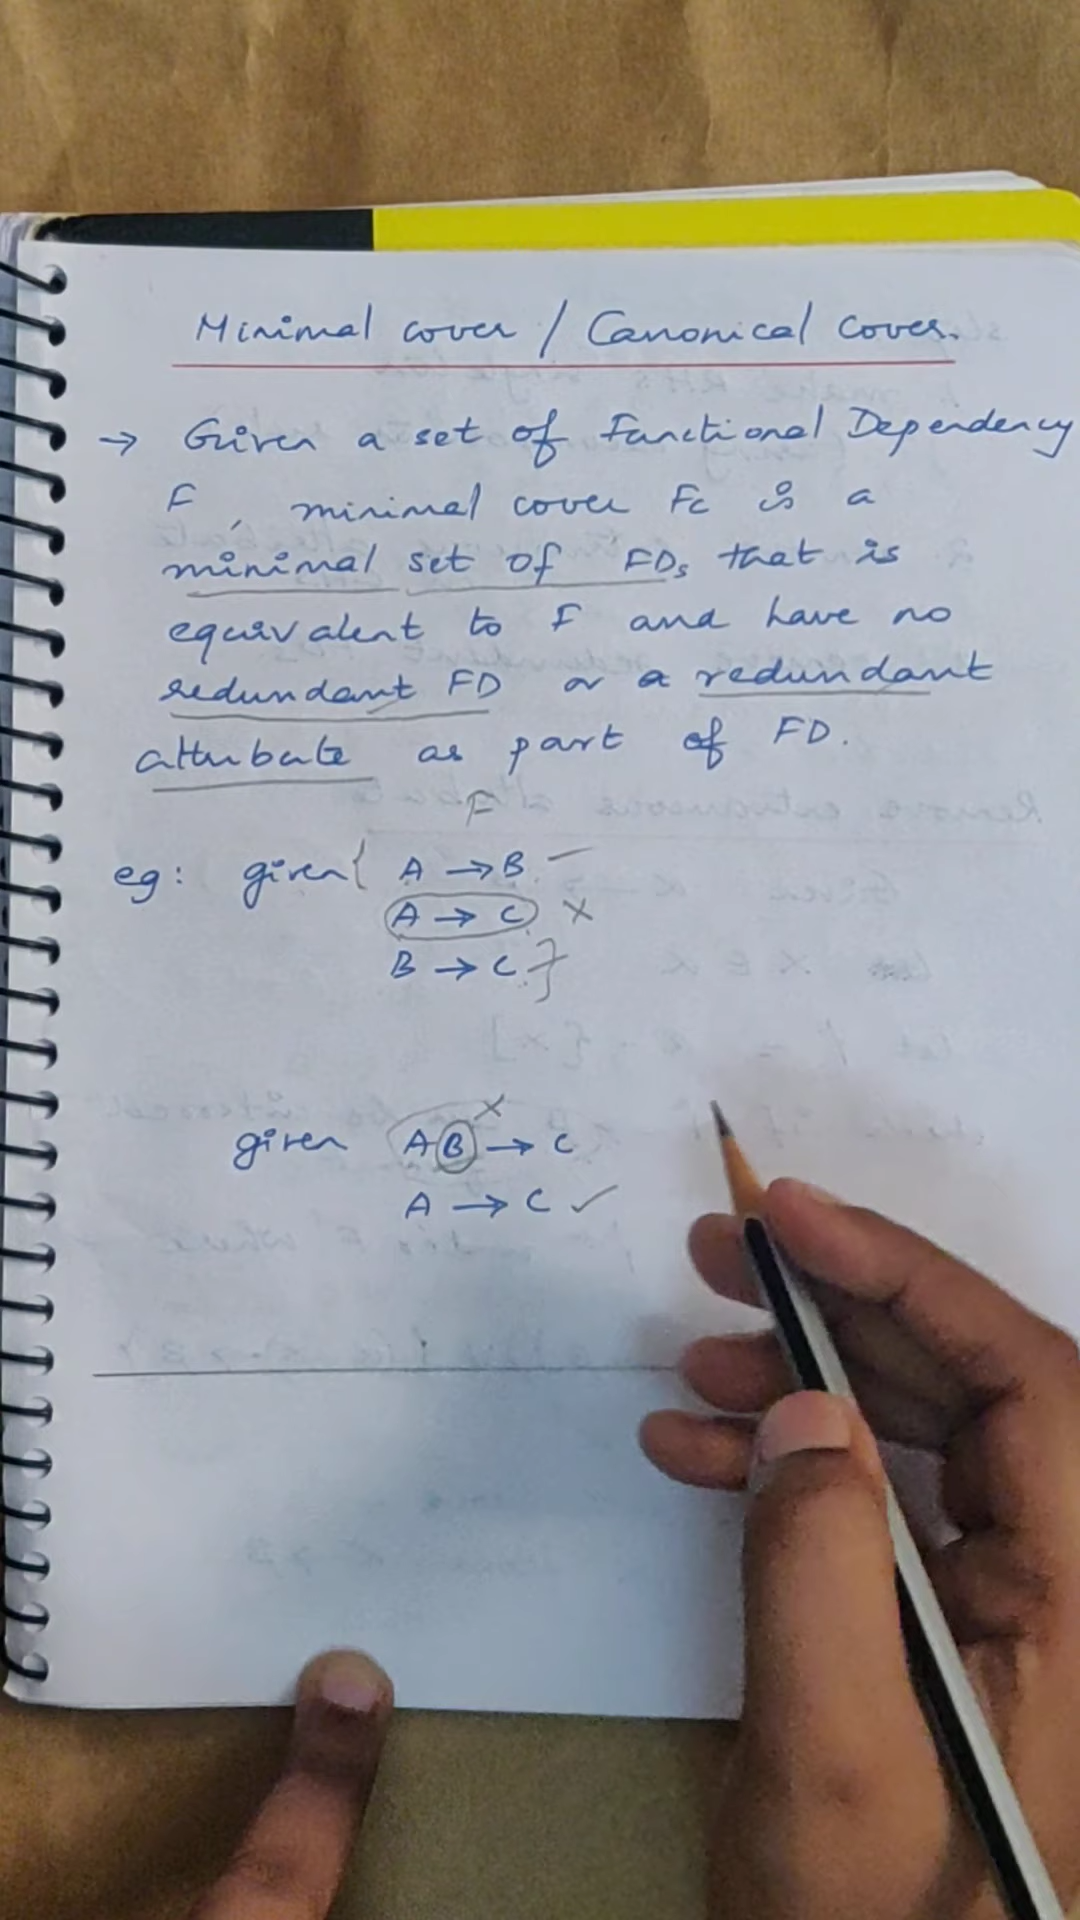 Minimal cover / Canonical cover.
→ Given a set of Functional Dependency
F, minimal cover Fc is a
minimal set of FDs that is
equivalent to F and have no
redundant FD or a redundant
attribute as part of FD.
F
eg: given { A → B
A → C ×
B → C. }
×
given AB → C
A → C ✓